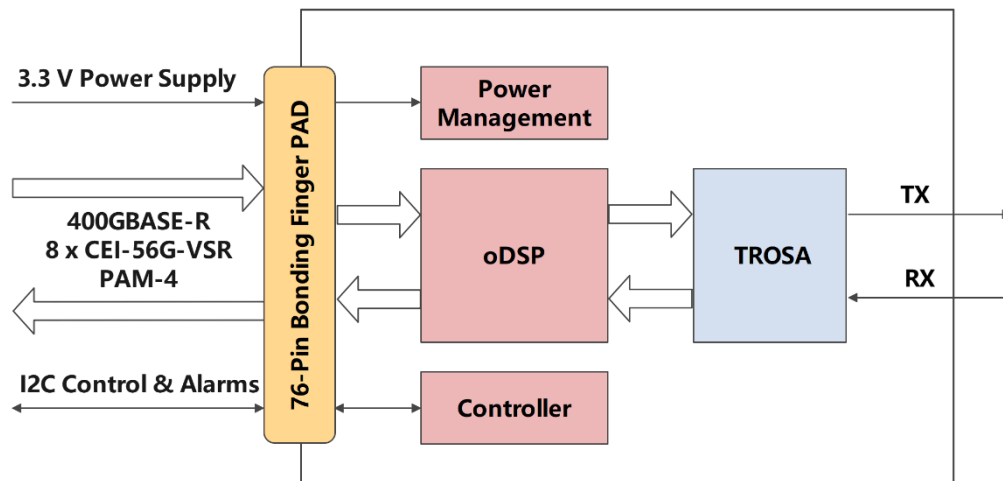 3.3 V Power Supply
76-Pin Bonding Finger PAD
Power
Management
400GBASE-R
8 x CEI-56G-VSR
PAM-4
oDSP
TROSA
TX
RX
I2C Control & Alarms
Controller